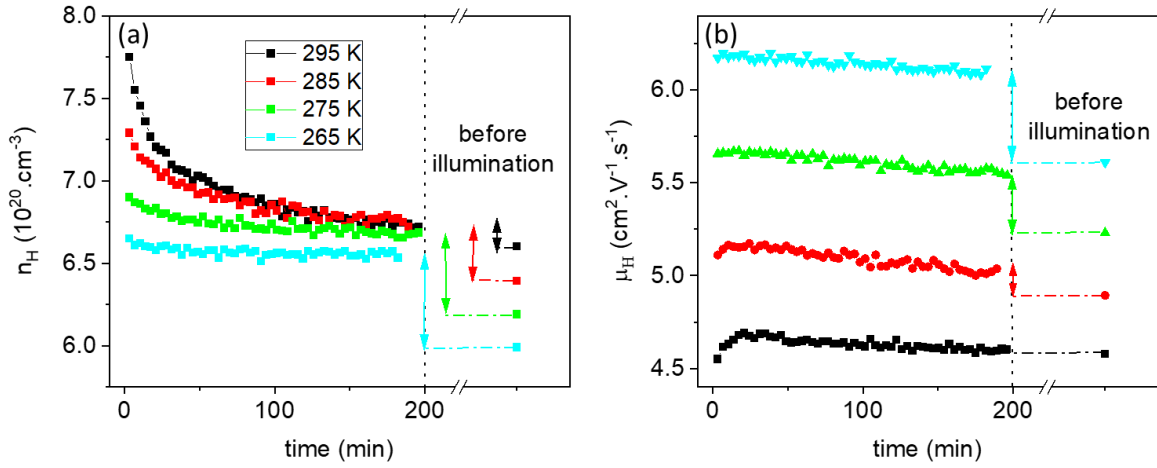 (a)
295 K
285 K
275 K
265 K
before
illumination
8.0
7.5
7.0
6.5
6.0
n_H (10^20.cm^-3)
0
100
200
time (min)
(b)
before
illumination
6.0
5.5
5.0
4.5
μ_H (cm^2.V^-1.s^-1)
0
100
200
time (min)